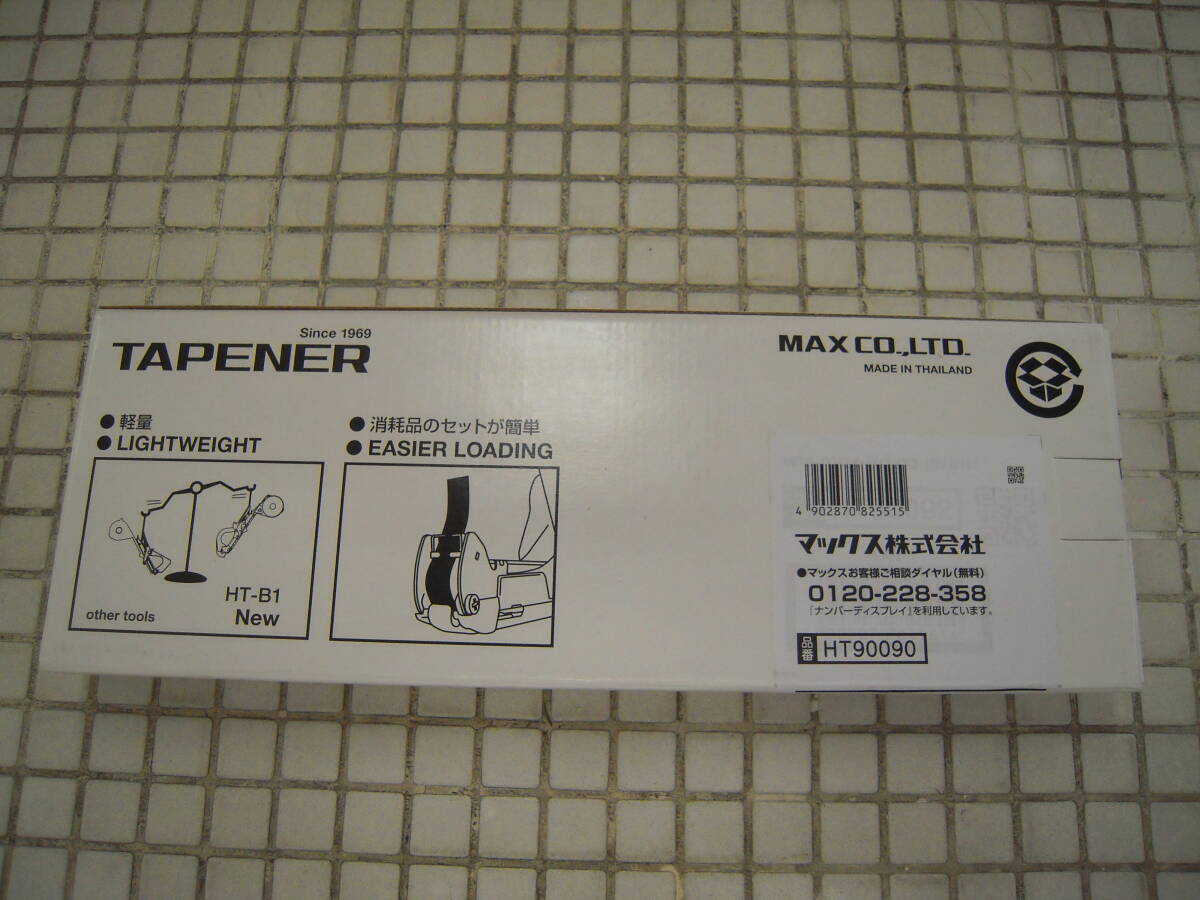 Since 1969
TAPENER
MAX CO.,LTD.
MADE IN THAILAND
● 軽量
● LIGHTWEIGHT
● 消耗品のセットが簡単
● EASIER LOADING
other tools
HT-B1
New
4 902870 825515
マックス株式会社
●マックスお客様ご相談ダイヤル(無料)
0120-228-358
「ナンバーディスプレイ」を利用しています。
品番 HT90090